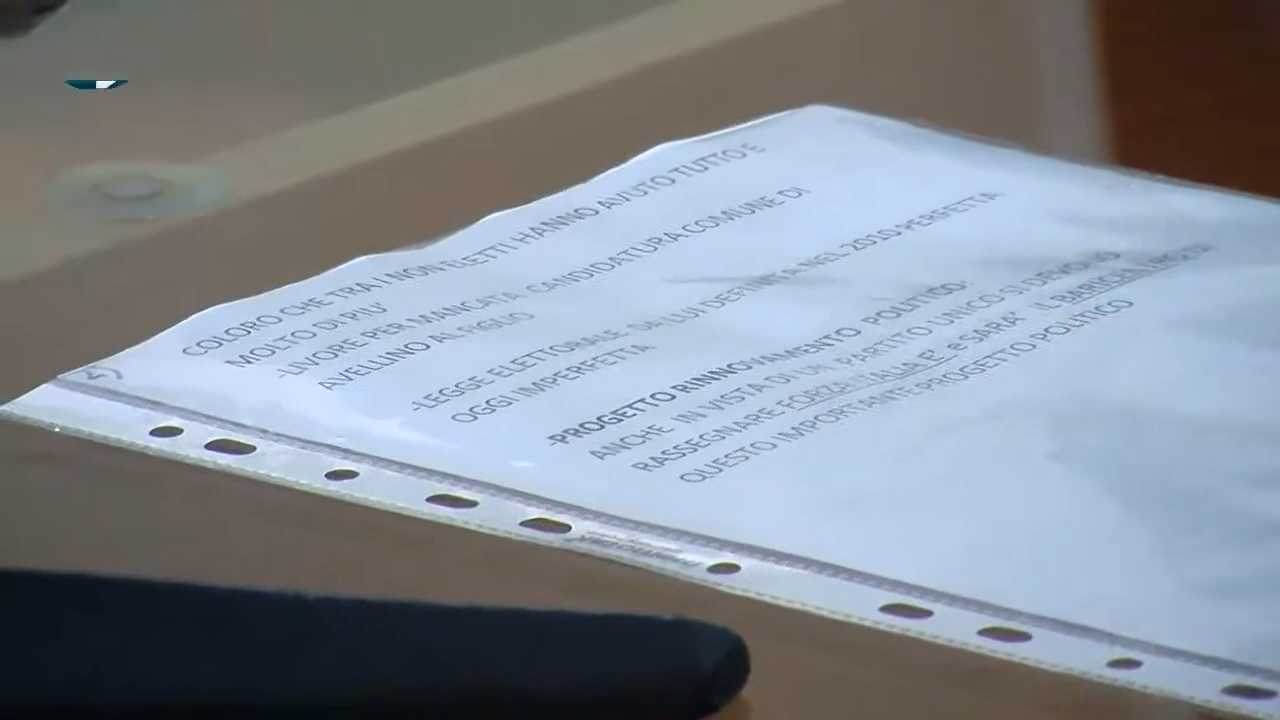 COLORO CHE TRA I NON ELETTI HANNO AVUTO TUTTO E
MOLTO DI PIU'
-LIVORE PER MANCATA CANDIDATURA COMUNE DI
AVELLINO AL FIGLIO
-LEGGE ELETTORALE DA LUI DEFINITA NEL 2010 PERFETTA
OGGI IMPERFETTA
-PROGETTO RINNOVAMENTO POLITICO-
ANCHE IN VISTA DI UN PARTITO UNICO SI DEVONO
RASSEGNARE FORZA ITALIA E' E SARA' IL
QUESTO IMPORTANTE PROGETTO POLITICO